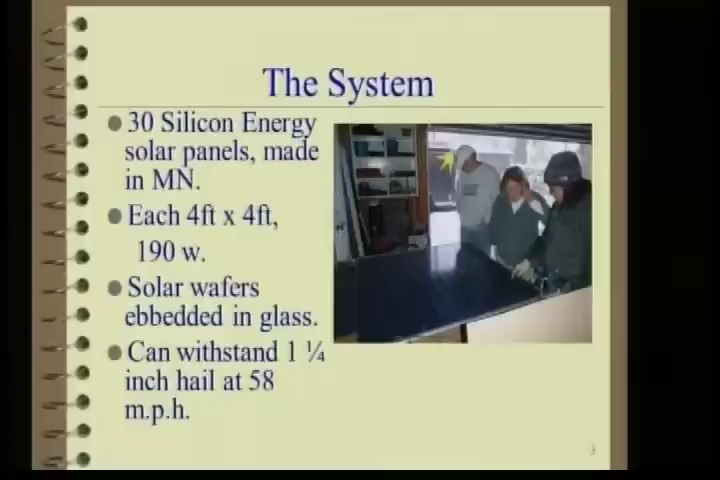 The System
30 Silicon Energy
solar panels, made
in MN.
Each 4ft x 4ft,
190 w.
Solar wafers
ebbedded in glass.
Can withstand 1 ¼
inch hail at 58
m.p.h.
3